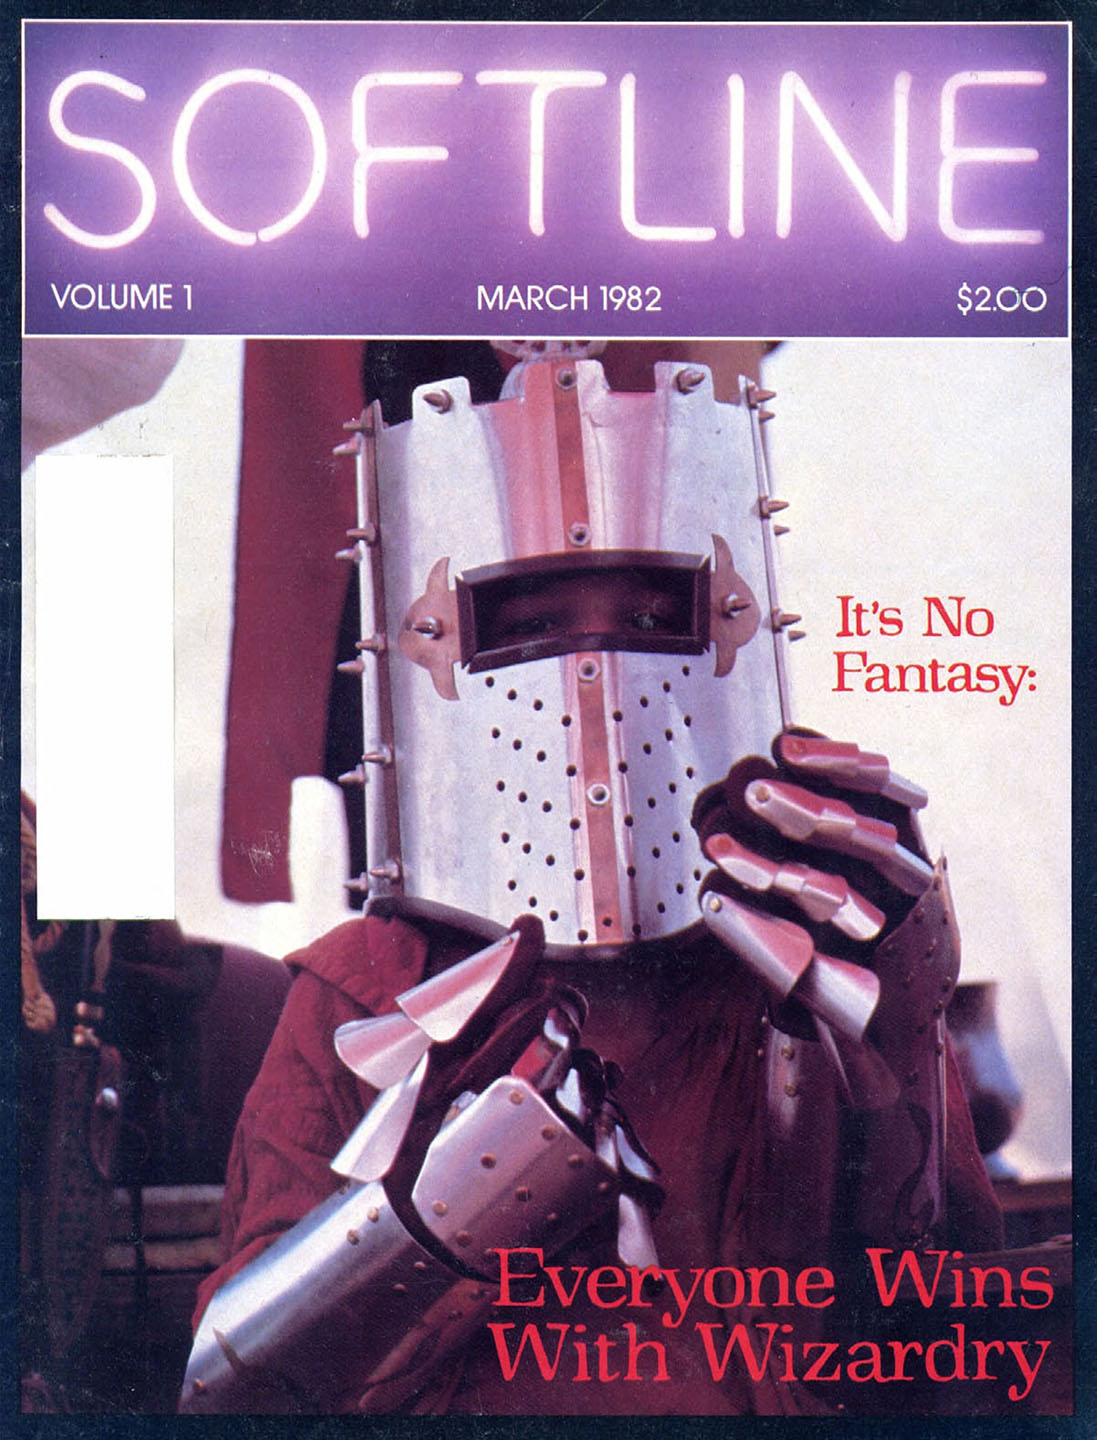 SOFTLINE
VOLUME 1 MARCH 1982 $2.00
It's No
Fantasy:
Everyone Wins
With Wizardry